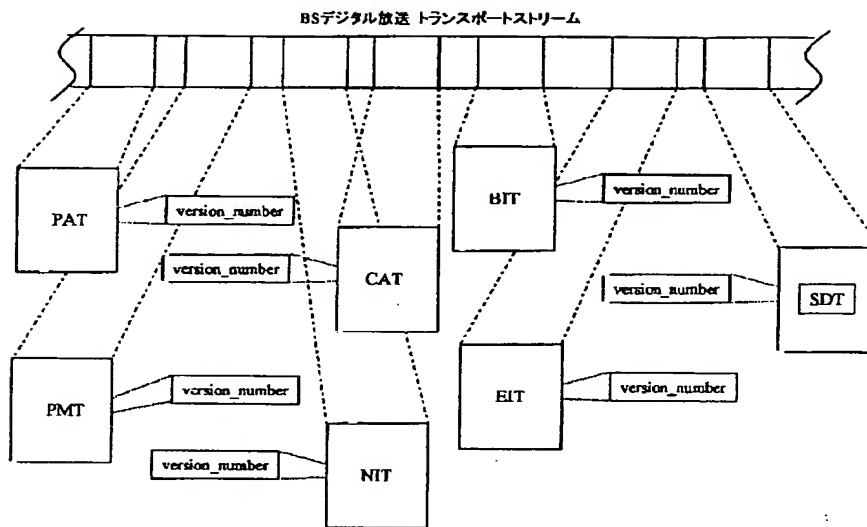 BSデジタル放送 トランスポートストリーム
PAT
version_number
BIT
version_number
version_number
CAT
version_number
SDT
PMT
version_number
EIT
version_number
version_number
NIT